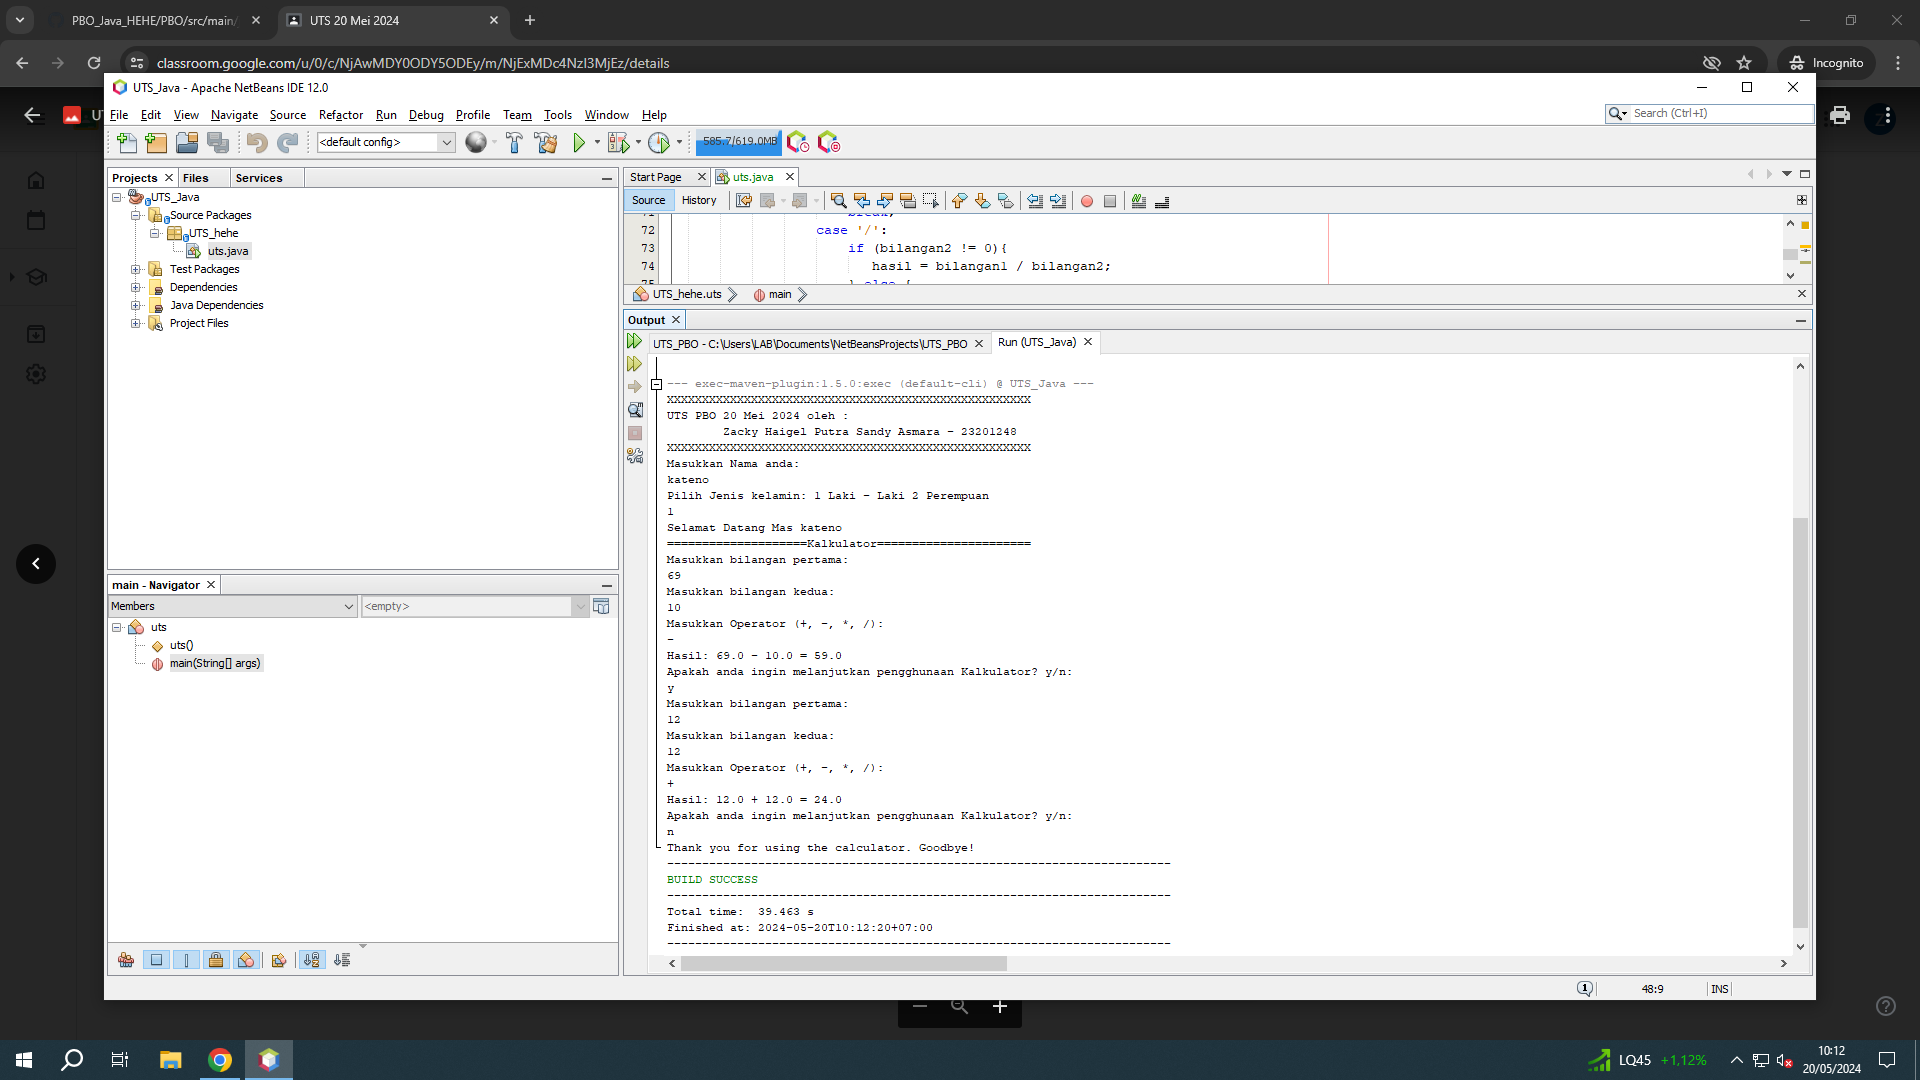 PBO_Java_HEHE/PBO/src/main/
UTS 20 Mei 2024
classroom.google.com/u/0/c/NjAwMDY0ODY5ODEy/m/NjExMDc4NzI3MjEz/details
Incognito
UTS_Java - Apache NetBeans IDE 12.0
File Edit View Navigate Source Refactor Run Debug Profile Team Tools Window Help
Search (Ctrl+I)
<default config>
585.7/619.0MB
Projects Files Services
UTS_Java
Source Packages
UTS_hehe
uts.java
Test Packages
Dependencies
Java Dependencies
Project Files
Start Page uts.java
Source History
71 break;
72 case '/':
73 if (bilangan2 != 0){
74 hasil = bilangan1 / bilangan2;
75 } else {
UTS_hehe.uts main
Output
UTS_PBO - C:\Users\LAB\Documents\NetBeansProjects\UTS_PBO Run (UTS_Java)
--- exec-maven-plugin:1.5.0:exec (default-cli) @ UTS_Java ---
XXXXXXXXXXXXXXXXXXXXXXXXXXXXXXXXXXXXXXXXXXXXXXXXXXXX
UTS PBO 20 Mei 2024 oleh :
Zacky Haigel Putra Sandy Asmara - 23201248
XXXXXXXXXXXXXXXXXXXXXXXXXXXXXXXXXXXXXXXXXXXXXXXXXXXX
Masukkan Nama anda:
kateno
Pilih Jenis kelamin: 1 Laki - Laki 2 Perempuan
1
Selamat Datang Mas kateno
====================Kalkulator======================
Masukkan bilangan pertama:
69
Masukkan bilangan kedua:
10
Masukkan Operator (+, -, *, /):
-
Hasil: 69.0 - 10.0 = 59.0
Apakah anda ingin melanjutkan pengghunaan Kalkulator? y/n:
y
Masukkan bilangan pertama:
12
Masukkan bilangan kedua:
12
Masukkan Operator (+, -, *, /):
+
Hasil: 12.0 + 12.0 = 24.0
Apakah anda ingin melanjutkan pengghunaan Kalkulator? y/n:
n
Thank you for using the calculator. Goodbye!
------------------------------------------------------------------------
BUILD SUCCESS
------------------------------------------------------------------------
Total time:  39.463 s
Finished at: 2024-05-20T10:12:20+07:00
------------------------------------------------------------------------
main - Navigator
Members <empty>
uts
uts()
main(String[] args)
48:9 INS
LQ45 +1,12%
10:12
20/05/2024